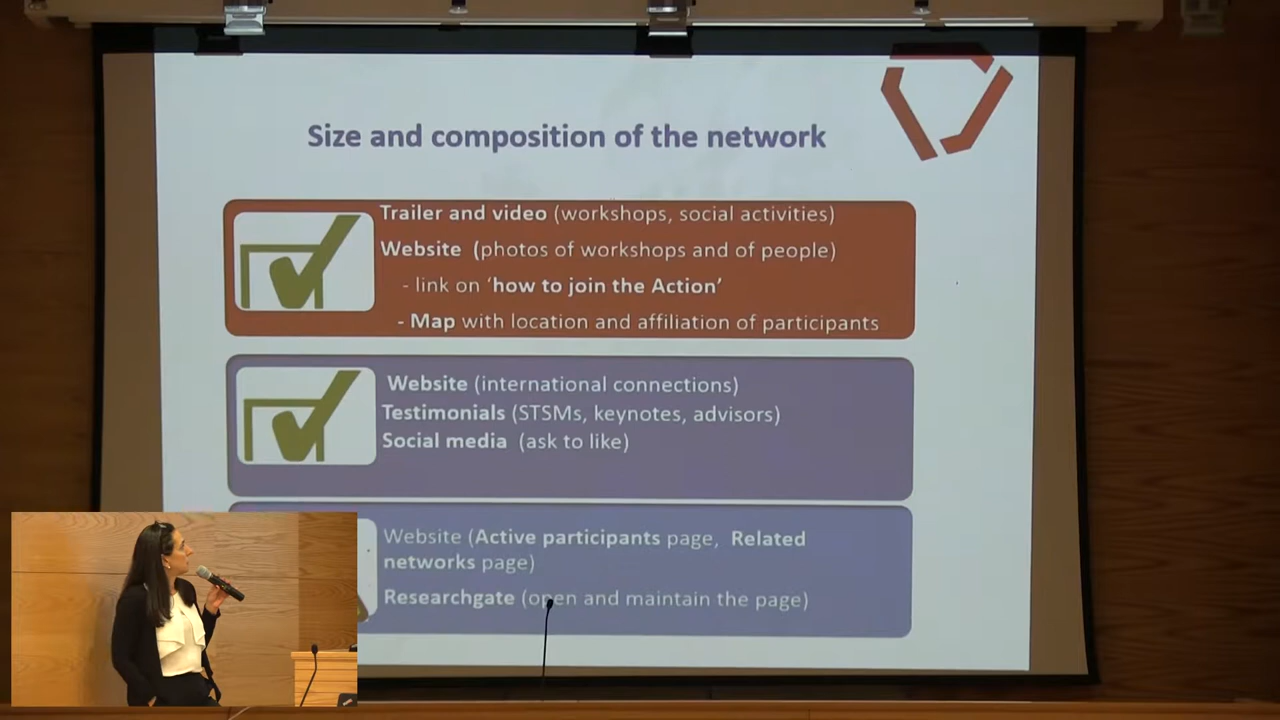 Size and composition of the network
Trailer and video (workshops, social activities)
Website (photos of workshops and of people)
- link on ‘how to join the Action’
- Map with location and affiliation of participants
Website (international connections)
Testimonials (STSMs, keynotes, advisors)
Social media (ask to like)
Website (Active participants page, Related
networks page)
Researchgate (open and maintain the page)